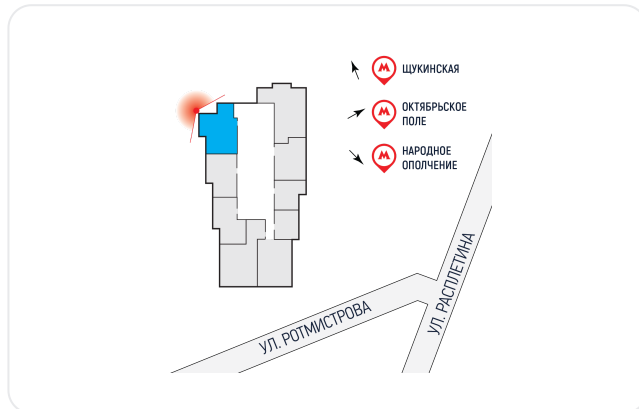 ЩУКИНСКАЯ
ОКТЯБРЬСКОЕ
ПОЛЕ
НАРОДНОЕ
ОПОЛЧЕНИЕ
УЛ. РОТМИСТРОВА
УЛ. РАСПЛЕТИНА